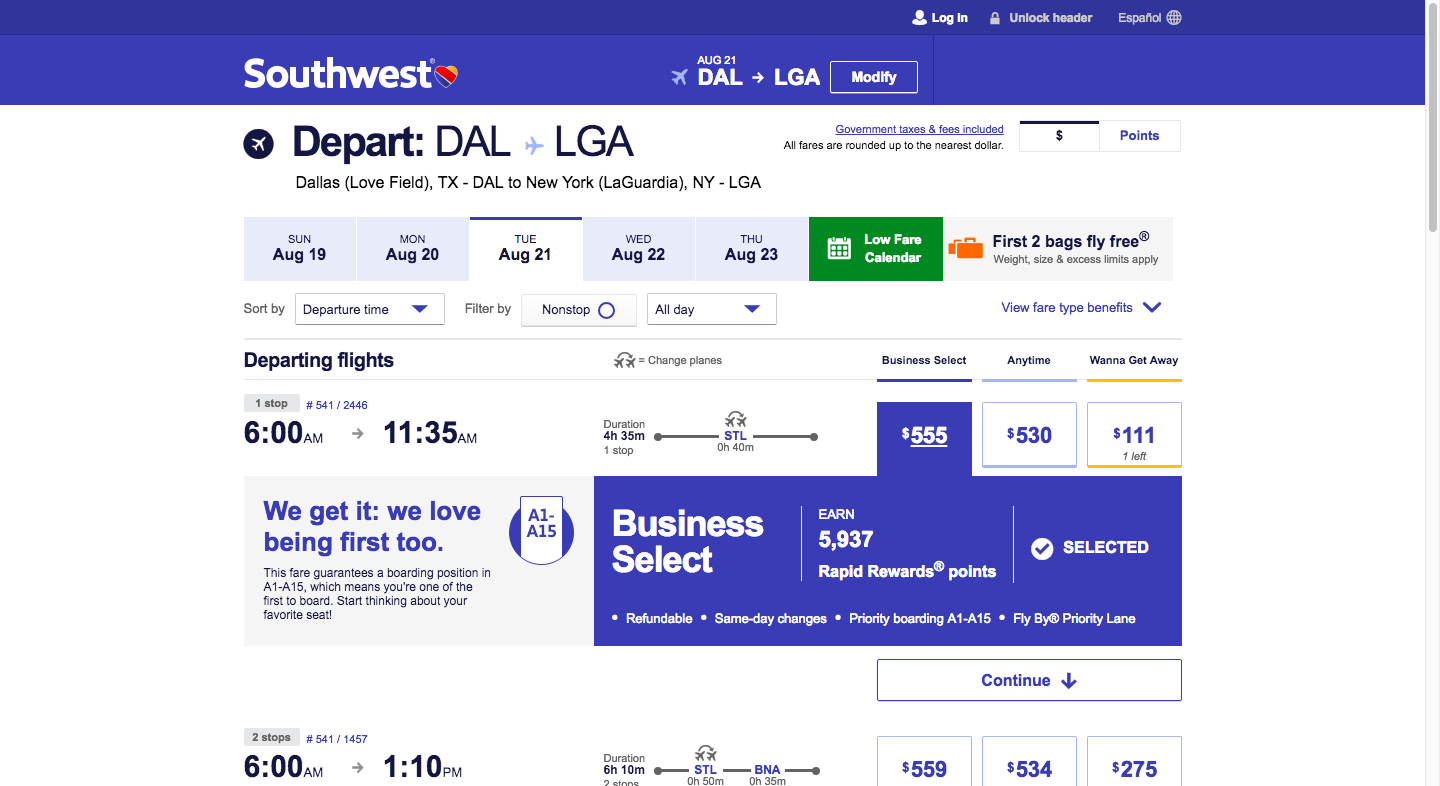 Log in Unlock header Español
Southwest®
AUG 21
DAL LGA Modify
Depart: DAL LGA
Government taxes & fees included
All fares are rounded up to the nearest dollar.
$ Points
Dallas (Love Field), TX - DAL to New York (LaGuardia), NY - LGA
SUN
Aug 19
MON
Aug 20
TUE
Aug 21
WED
Aug 22
THU
Aug 23
Low Fare
Calendar
First 2 bags fly free®
Weight, size & excess limits apply
Sort by Departure time Filter by Nonstop All day View fare type benefits
Departing flights = Change planes Business Select Anytime Wanna Get Away
1 stop # 541 / 2446
6:00AM 11:35AM
Duration
4h 35m
1 stop
STL
0h 40m
$555
$530
$111
1 left
We get it: we love
being first too.
This fare guarantees a boarding position in
A1-A15, which means you're one of the
first to board. Start thinking about your
favorite seat!
A1-
A15
Business
Select
EARN
5,937
Rapid Rewards® points
SELECTED
• Refundable • Same-day changes • Priority boarding A1-A15 • Fly By® Priority Lane
Continue
2 stops # 541 / 1457
6:00AM 1:10PM
Duration
6h 10m
2 stops
STL
0h 50m
BNA
0h 35m
$559
$534
$275